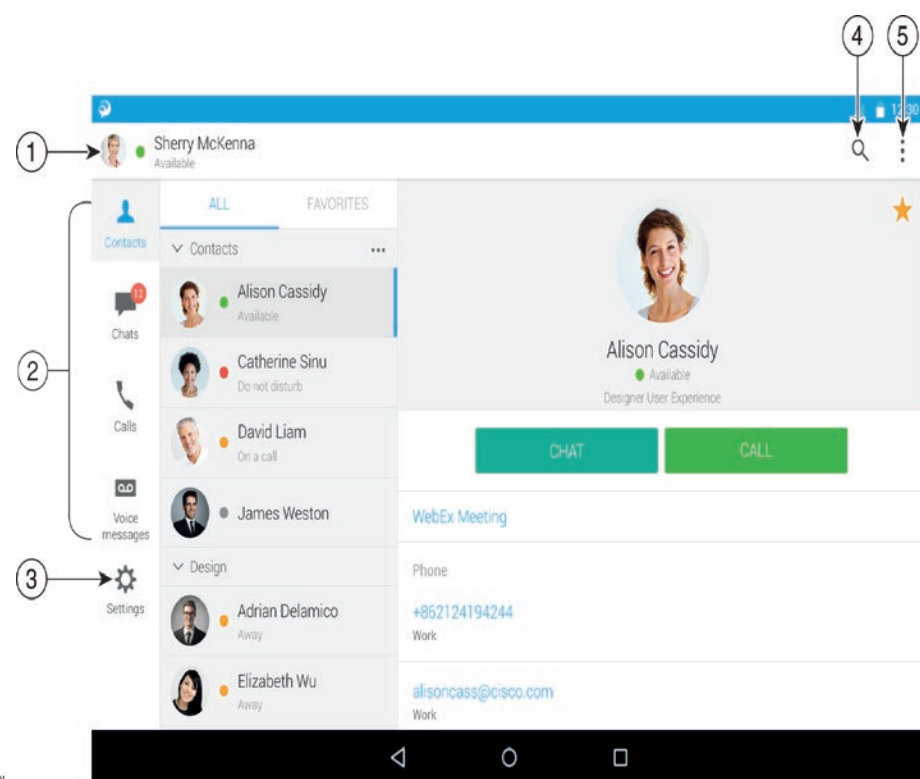 4
5
12:30
1
Sherry McKenna
Available
2
Contacts
12
Chats
Calls
Voice
messages
3
Settings
ALL
FAVORITES
Contacts
Alison Cassidy
Available
Catherine Sinu
Do not disturb
David Liam
On a call
James Weston
Design
Adrian Delamico
Away
Elizabeth Wu
Away
Alison Cassidy
Available
Designer User Experience
CHAT
CALL
WebEx Meeting
Phone
+862124194244
Work
alisoncass@cisco.com
Work